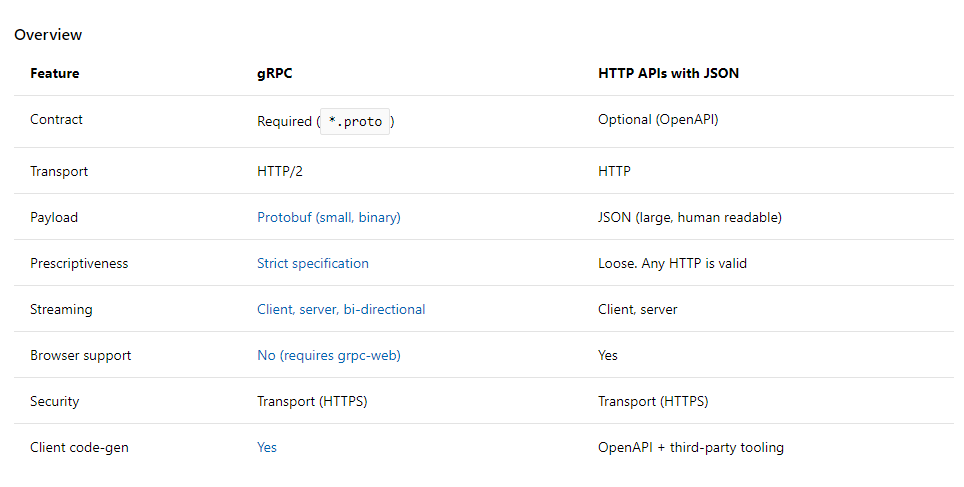 Overview
Feature gRPC HTTP APIs with JSON
Contract Required (*.proto) Optional (OpenAPI)
Transport HTTP/2 HTTP
Payload Protobuf (small, binary) JSON (large, human readable)
Prescriptiveness Strict specification Loose. Any HTTP is valid
Streaming Client, server, bi-directional Client, server
Browser support No (requires grpc-web) Yes
Security Transport (HTTPS) Transport (HTTPS)
Client code-gen Yes OpenAPI + third-party tooling